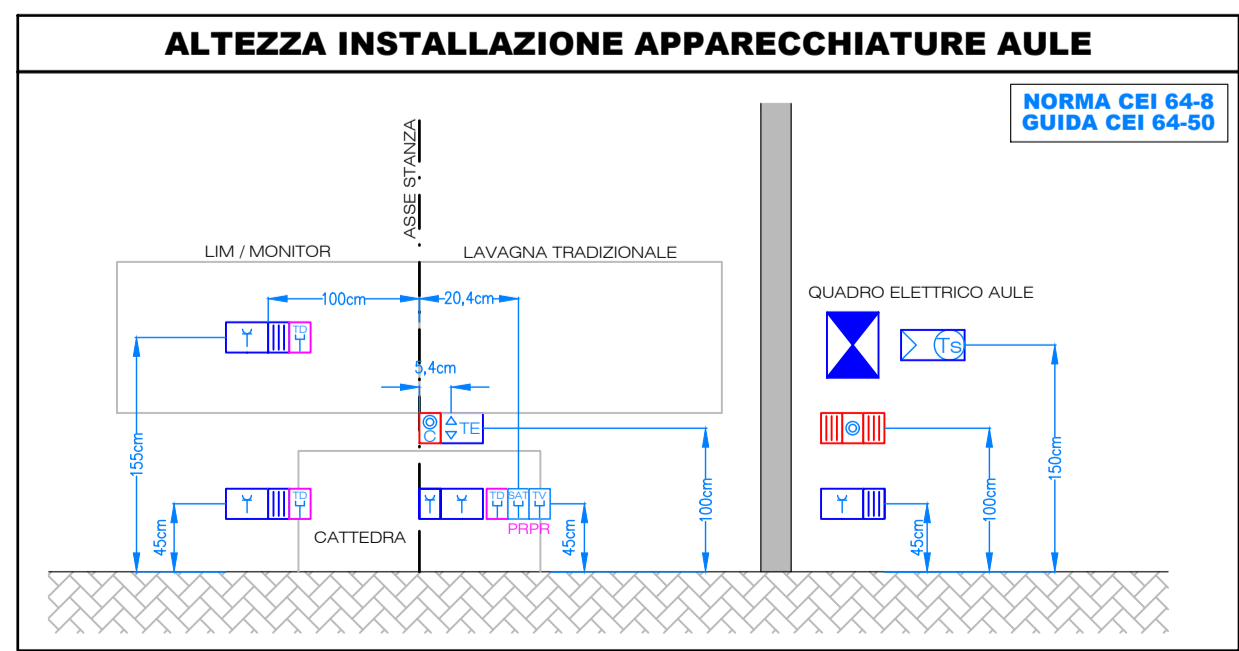 ALTEZZA INSTALLAZIONE APPARECCHIATURE AULE
NORMA CEI 64-8
GUIDA CEI 64-50
ASSE STANZA
LIM / MONITOR
LAVAGNA TRADIZIONALE
100cm
20,4cm
QUADRO ELETTRICO AULE
TD
Ts
5,4cm
C
TE
155cm
100cm
100cm
150cm
TD
TD
SAT
TV
PRPR
45cm
CATTEDRA
45cm
45cm